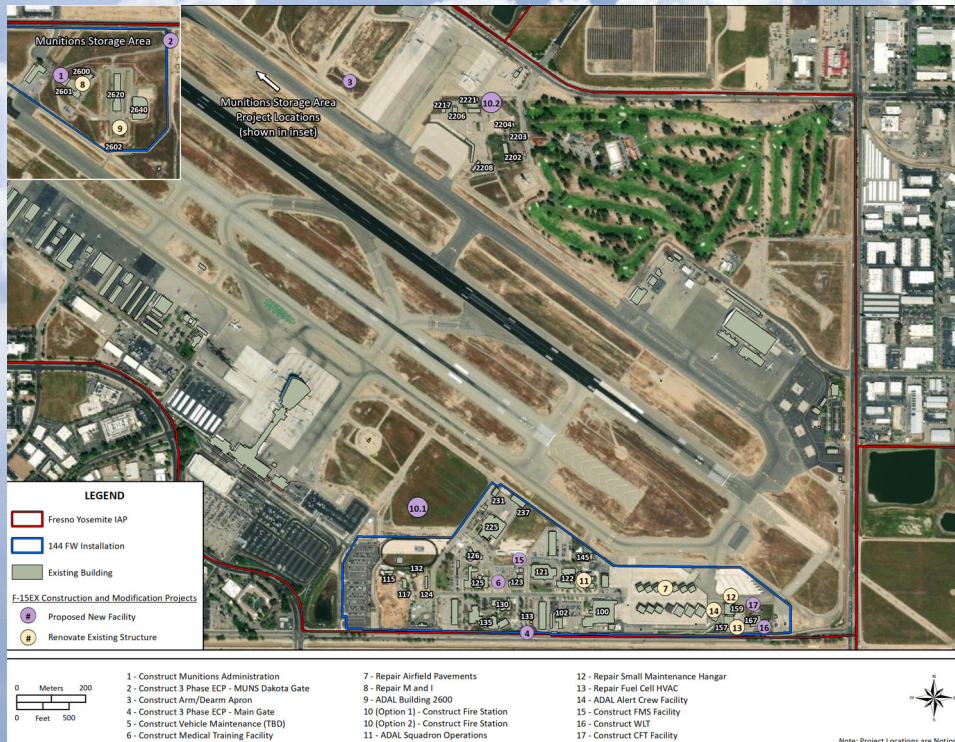 Munitions Storage Area
2
1
2600
8
2601
2620
2640
9
2602
3
Munitions Storage Area
Project Locations
(shown in inset)
2217
2221
10.2
2206
2204
2203
2202
2208
LEGEND
Fresno Yosemite IAP
144 FW Installation
Existing Building
F-15EX Construction and Modification Projects
# Proposed New Facility
# Renovate Existing Structure
10.1
231
237
225
126
15
145
132
115
117
124
125
6
123
121
122
11
7
12
130
135
133
102
100
14
159
17
157
167
4
13
16
0 Meters 200
0 Feet 500
1 - Construct Munitions Administration
2 - Construct 3 Phase ECP - MUNS Dakota Gate
3 - Construct Arm/Dearm Apron
4 - Construct 3 Phase ECP - Main Gate
5 - Construct Vehicle Maintenance (TBD)
6 - Construct Medical Training Facility
7 - Repair Airfield Pavements
8 - Repair M and I
9 - ADAL Building 2600
10 (Option 1) - Construct Fire Station
10 (Option 2) - Construct Fire Station
11 - ADAL Squadron Operations
12 - Repair Small Maintenance Hangar
13 - Repair Fuel Cell HVAC
14 - ADAL Alert Crew Facility
15 - Construct FMS Facility
16 - Construct WLT
17 - Construct CFT Facility
N
W E
S
Note: Project Locations are Notion